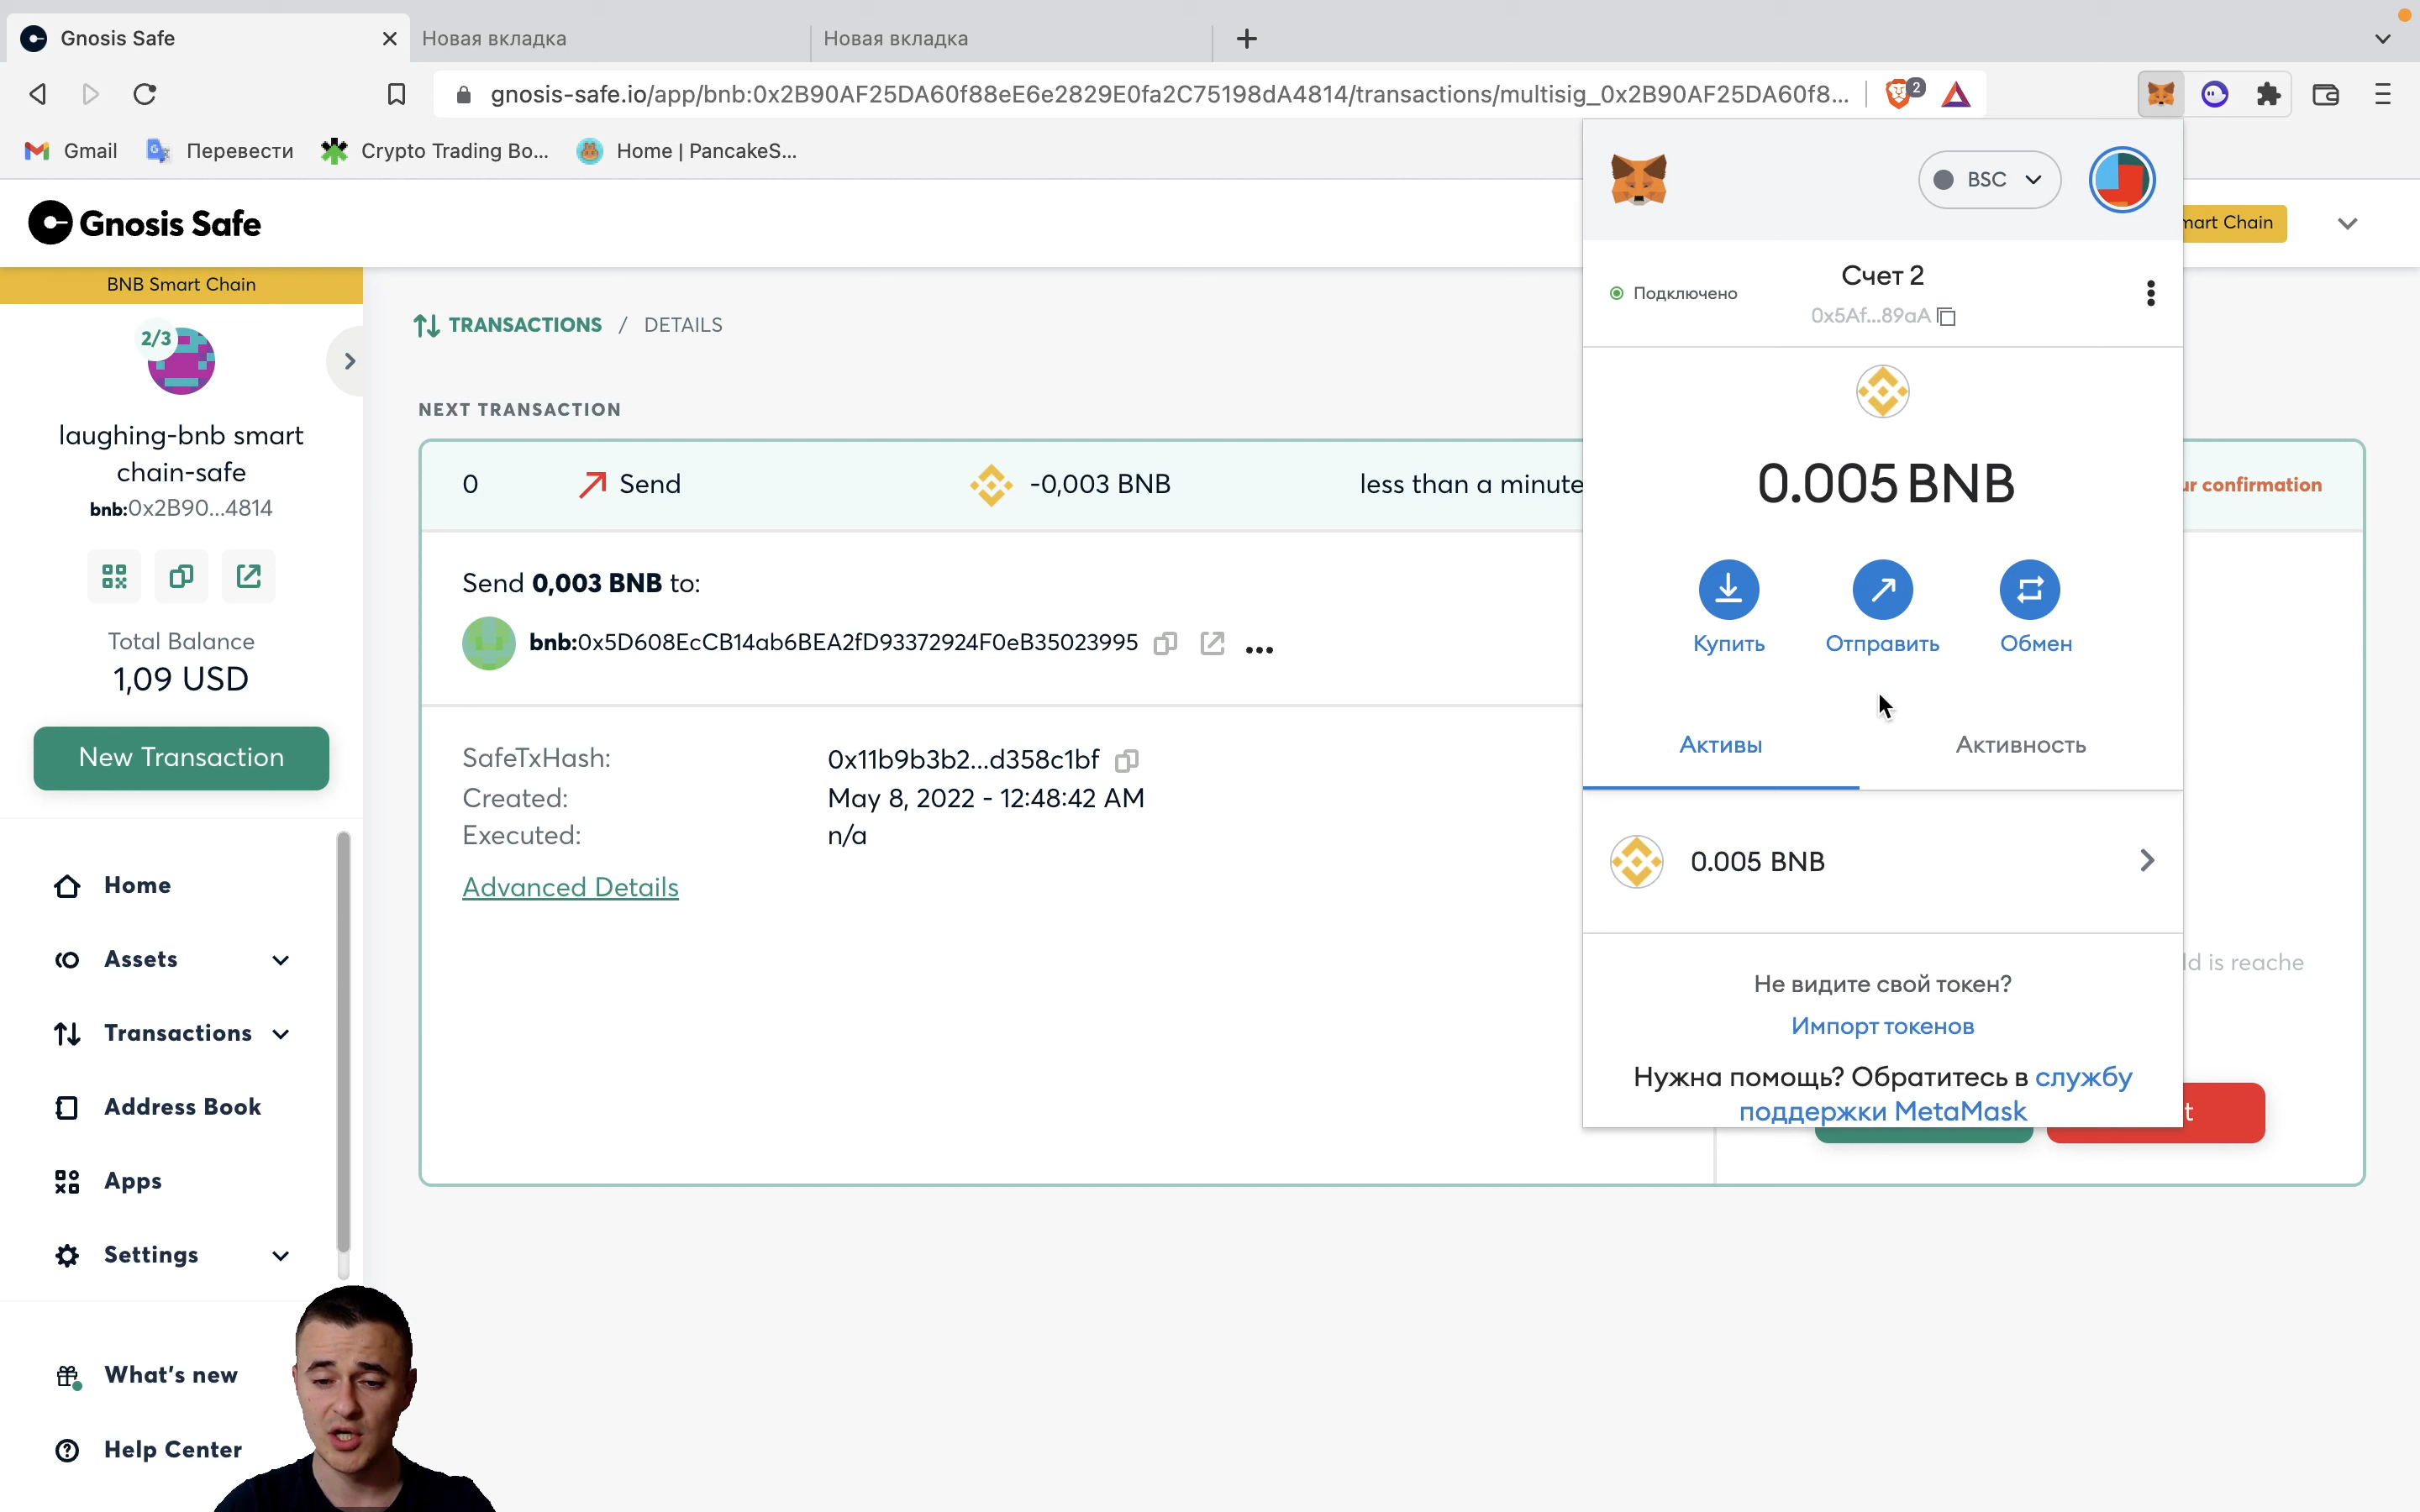 Gnosis Safe
Новая вкладка
Новая вкладка
gnosis-safe.io/app/bnb:0x2B90AF25DA60f88eE6e2829E0fa2C75198dA4814/transactions/multisig_0x2B90AF25DA60f8...
2
Gmail
Перевести
Crypto Trading Bo...
Home | PancakeS...
Gnosis Safe
BNB Smart Chain
2/3
laughing-bnb smart
chain-safe
bnb:0x2B90...4814
Total Balance
1,09 USD
New Transaction
Home
Assets
Transactions
Address Book
Apps
Settings
What's new
Help Center
TRANSACTIONS / DETAILS
NEXT TRANSACTION
0 Send -0,003 BNB less than a minute
Send 0,003 BNB to:
bnb:0x5D608EcCB14ab6BEA2fD93372924F0eB35023995
SafeTxHash: 0x11b9b3b2...d358c1bf
Created: May 8, 2022 - 12:48:42 AM
Executed: n/a
Advanced Details
BSC
Подключено
Счет 2
0x5Af...89aA
0.005 BNB
Купить
Отправить
Обмен
Активы
Активность
0.005 BNB
Не видите свой токен?
Импорт токенов
Нужна помощь? Обратитесь в службу
поддержки MetaMask
mart Chain
ur confirmation
ld is reache
t